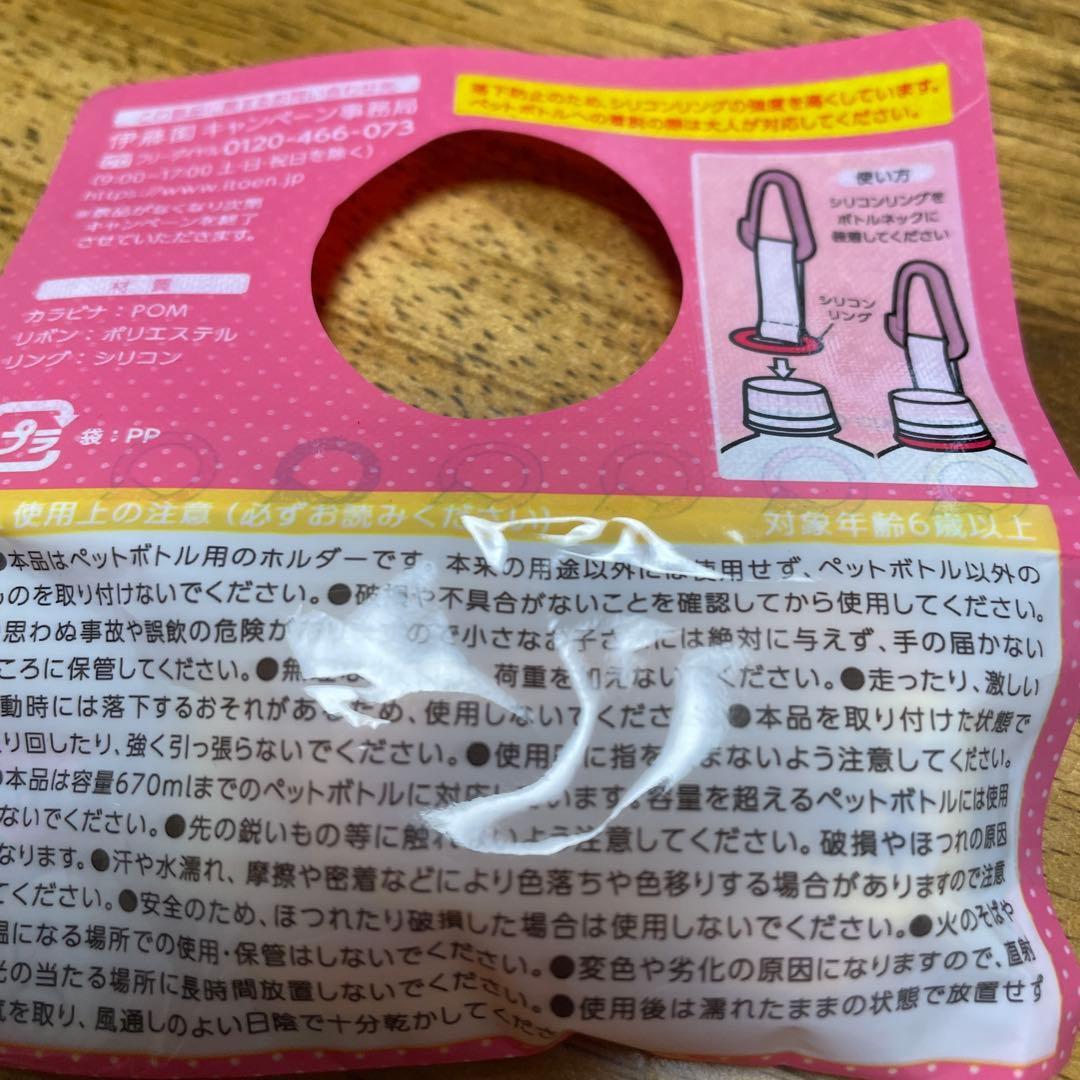 この景品に関するお問い合わせ先
伊藤園 キャンペーン事務局
フリーダイヤル 0120-466-073
(9:00~17:00 土・日・祝日を除く)
https://www.itoen.jp
※景品がなくなり次第
キャンペーンを終了
させていただきます。
材 質
カラビナ：POM
リボン：ポリエステル
リング：シリコン
プラ
袋：PP
落下防止のため、シリコンリングの強度を高くしています。
ペットボトルへの着脱の際は大人が対応してください。
使い方
シリコンリングを
ボトルネックに
装着してください
シリコン
リング
使用上の注意 (必ずお読みください)
対象年齢6歳以上
●本品はペットボトル用のホルダーです。本来の用途以外には使用せず、ペットボトル以外の
ものを取り付けないでください。●破損や不具合がないことを確認してから使用してください。
思わぬ事故や誤飲の危険が ので小さなお子さまには絶対に与えず、手の届かない
ころに保管してください。● 荷重を加えない ください。●走ったり、激しい
動時には落下するおそれがあるため、使用しないでください。●本品を取り付けた状態で
り回したり、強く引っ張らないでください。●使用時に指を まないよう注意してください。
●本品は容量670mlまでのペットボトルに対応しています。容量を超えるペットボトルには使用
ないでください。●先の鋭いもの等に触れないよう注意してください。破損やほつれの原因
なります。●汗や水濡れ、摩擦や密着などにより色落ちや色移りする場合がありますので注意
てください。●安全のため、ほつれたり破損した場合は使用しないでください。●火のそばや
温になる場所での使用・保管はしないでください。●変色や劣化の原因になりますので、直射
光の当たる場所に長時間放置しないでください。●使用後は濡れたままの状態で放置せず
気を取り、風通しのよい日陰で十分乾かしてくださ